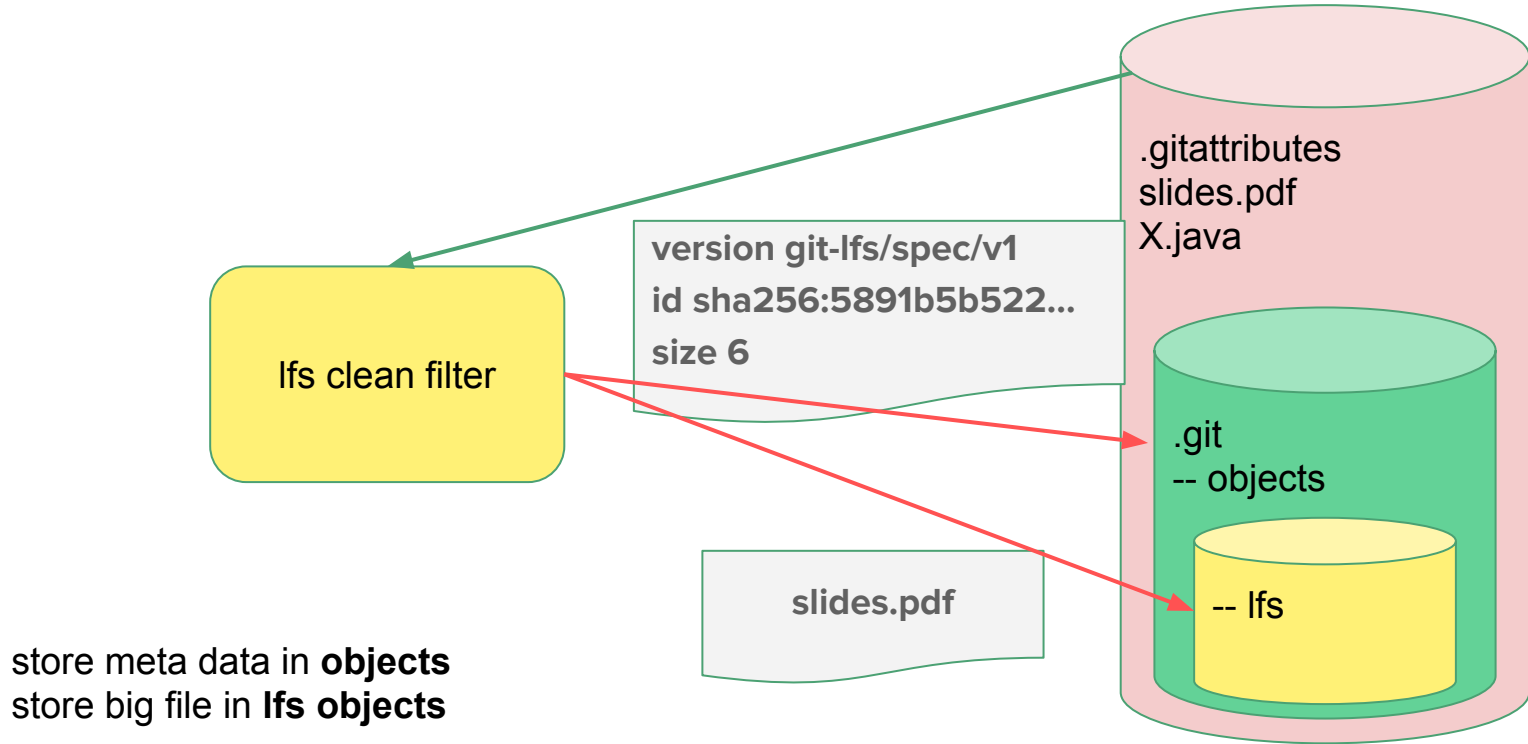 .gitattributes
slides.pdf
X.java
version git-lfs/spec/v1
id sha256:5891b5b522...
size 6
lfs clean filter
.git
-- objects
-- lfs
slides.pdf
store meta data in objects
store big file in lfs objects